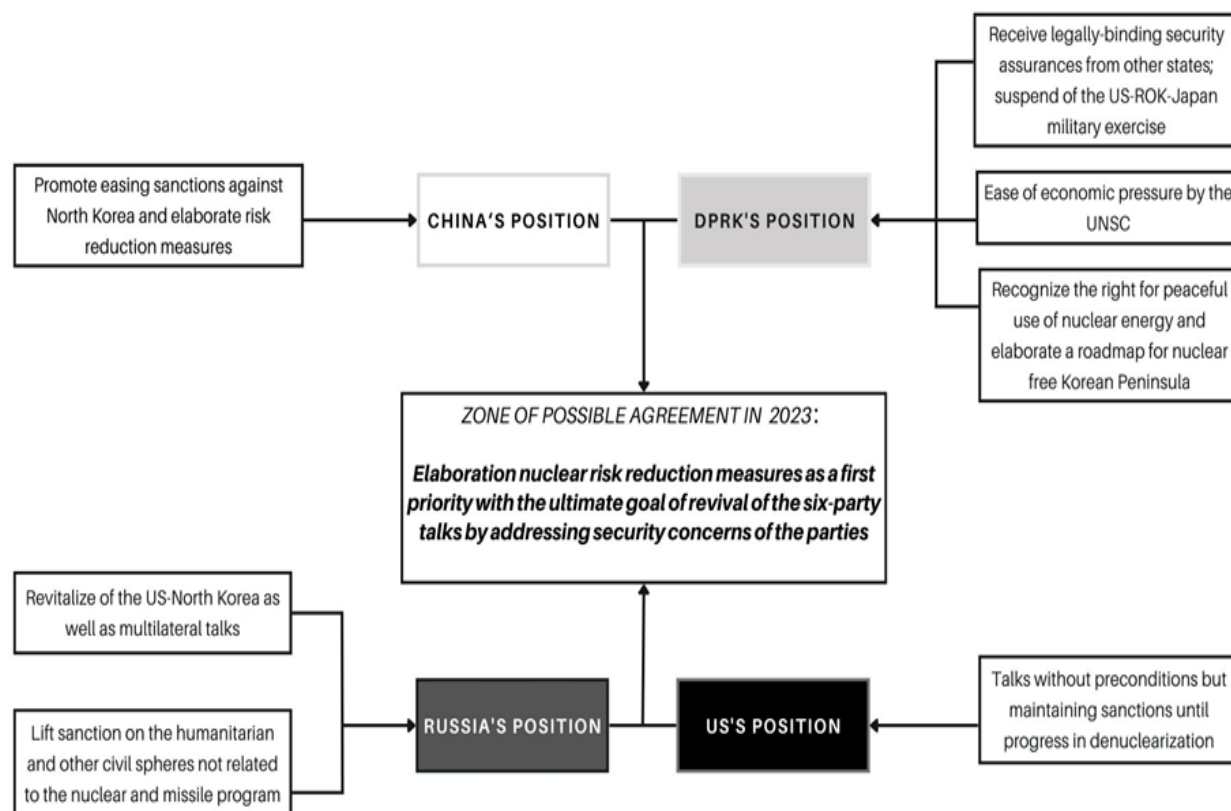 Receive legally-binding security
assurances from other states;
suspend of the US-ROK-Japan
military exercise
Promote easing sanctions against
North Korea and elaborate risk
reduction measures
CHINA'S POSITION
DPRK'S POSITION
Ease of economic pressure by the
UNSC
Recognize the right for peaceful
use of nuclear energy and
elaborate a roadmap for nuclear
free Korean Peninsula
ZONE OF POSSIBLE AGREEMENT IN 2023:
Elaboration nuclear risk reduction measures as a first
priority with the ultimate goal of revival of the six-party
talks by addressing security concerns of the parties
Revitalize of the US-North Korea as
well as multilateral talks
Lift sanction on the humanitarian
and other civil spheres not related
to the nuclear and missile program
RUSSIA'S POSITION
US'S POSITION
Talks without preconditions but
maintaining sanctions until
progress in denuclearization